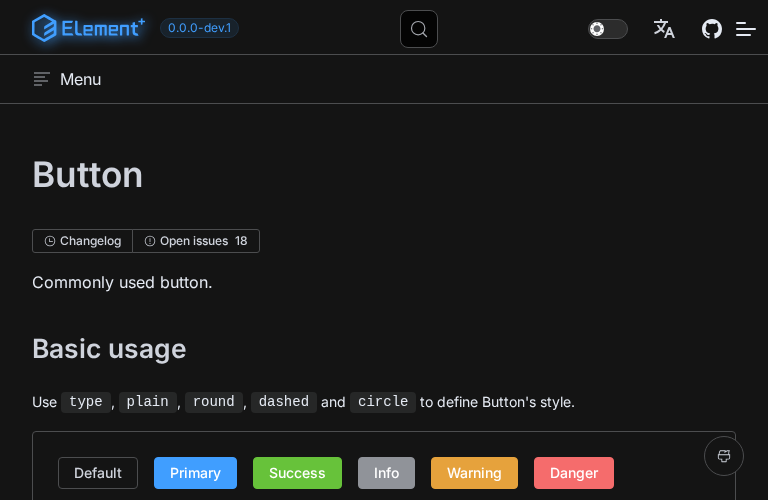 Element+ 0.0.0-dev.1
Menu
Button
Changelog Open issues 18
Commonly used button.
Basic usage
Use type, plain, round, dashed and circle to define Button's style.
Default Primary Success Info Warning Danger